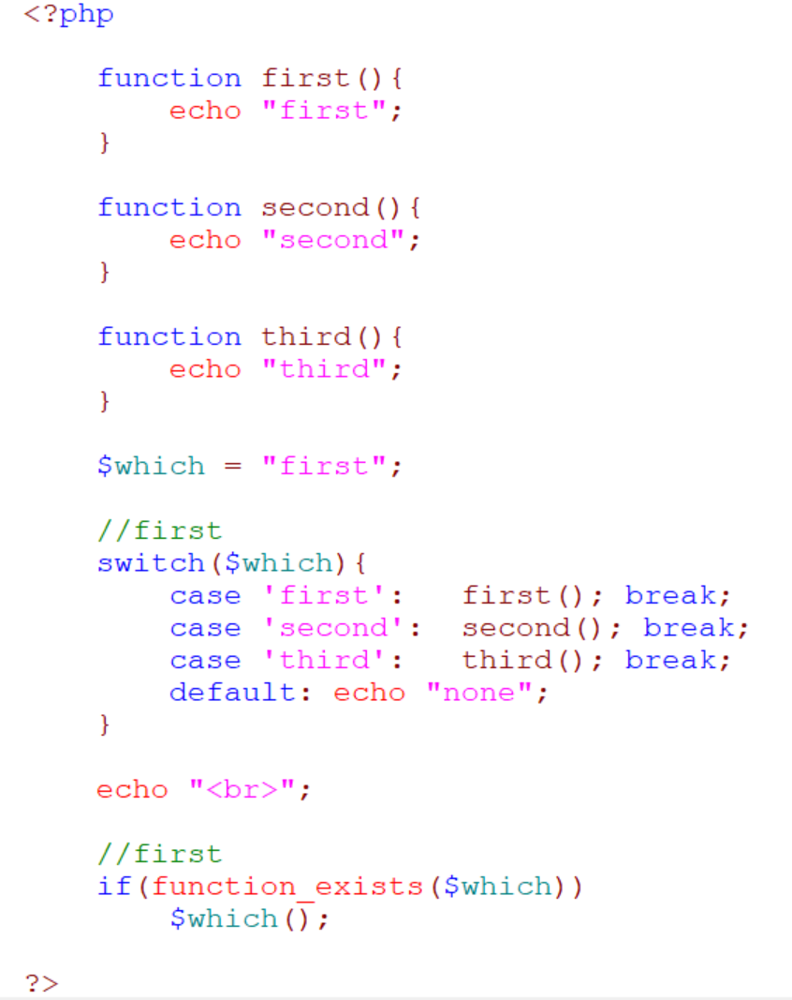 <?php
function first(){
echo "first";
}
function second(){
echo "second";
}
function third(){
echo "third";
}
$which = "first";
//first
switch($which){
case 'first': first(); break;
case 'second': second(); break;
case 'third': third(); break;
default: echo "none";
}
echo "<br>";
//first
if(function_exists($which))
$which();
?>